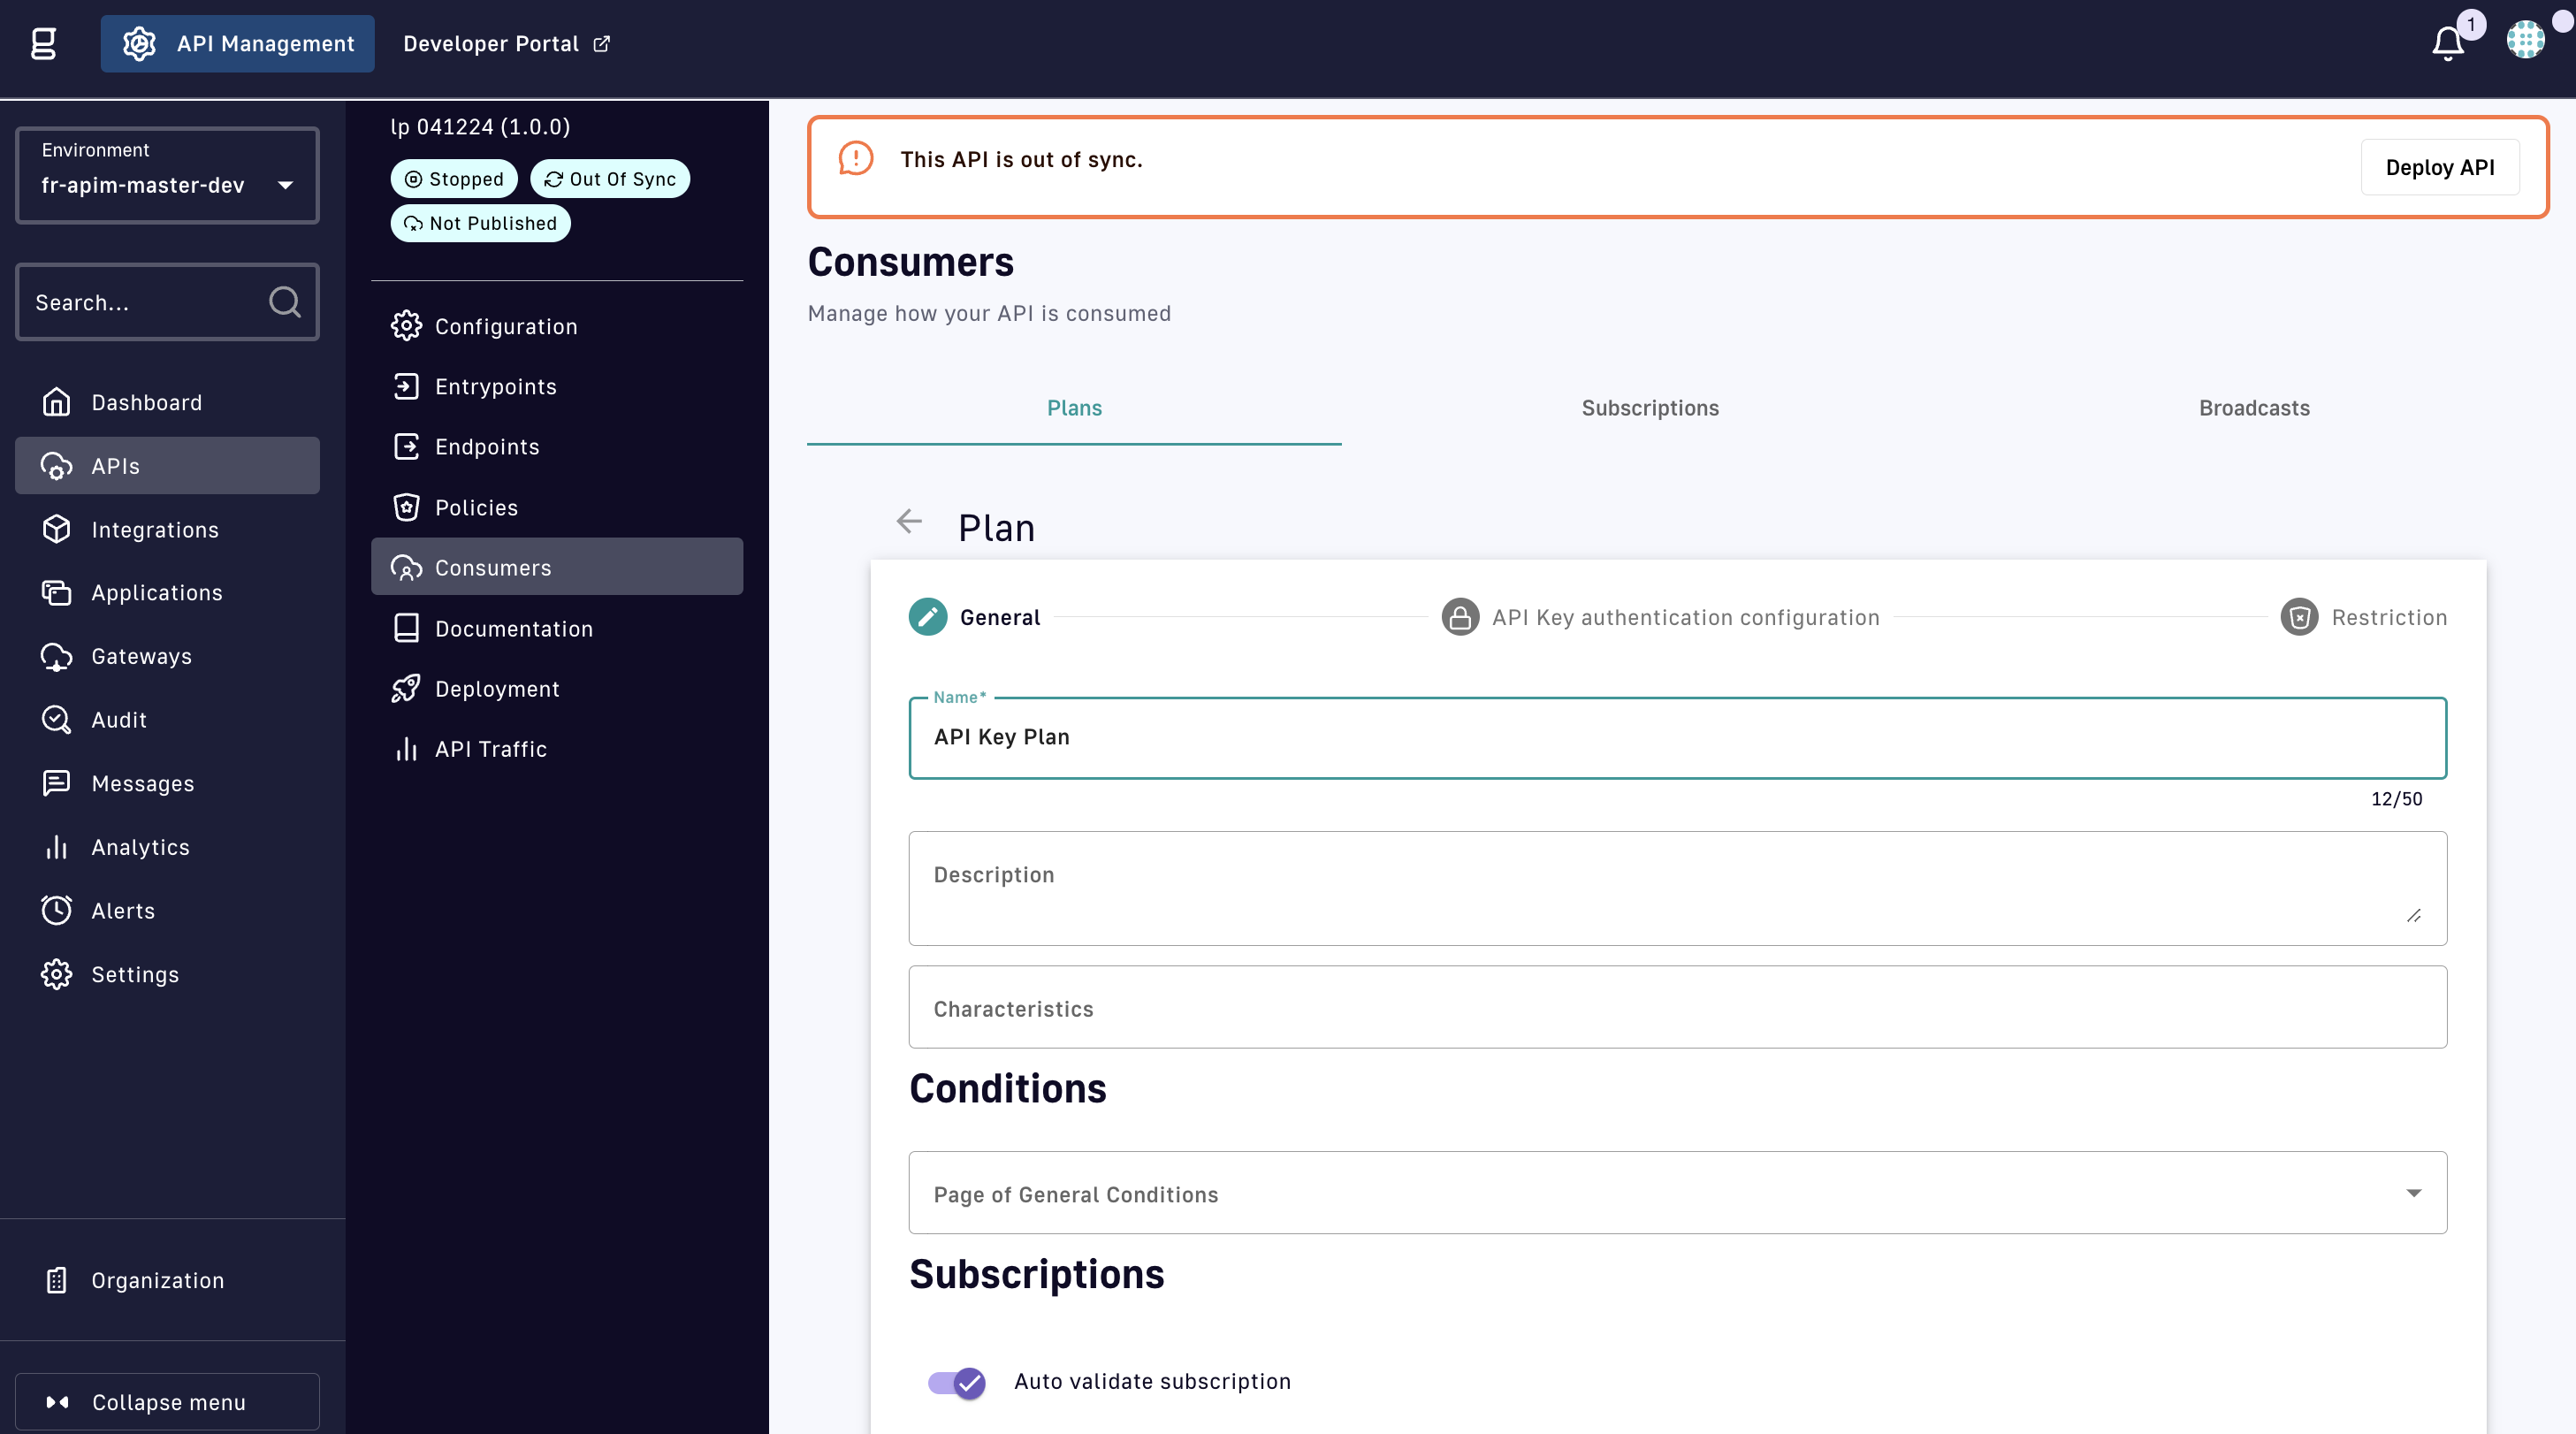 API Management
Developer Portal
1
Environment
fr-apim-master-dev
Search...
Dashboard
APIs
Integrations
Applications
Gateways
Audit
Messages
Analytics
Alerts
Settings
Organization
Collapse menu
lp 041224 (1.0.0)
Stopped
Out Of Sync
Not Published
Configuration
Entrypoints
Endpoints
Policies
Consumers
Documentation
Deployment
API Traffic
This API is out of sync.
Deploy API
Consumers
Manage how your API is consumed
Plans
Subscriptions
Broadcasts
Plan
General
API Key authentication configuration
Restriction
Name*
API Key Plan
12/50
Description
Characteristics
Conditions
Page of General Conditions
Subscriptions
Auto validate subscription